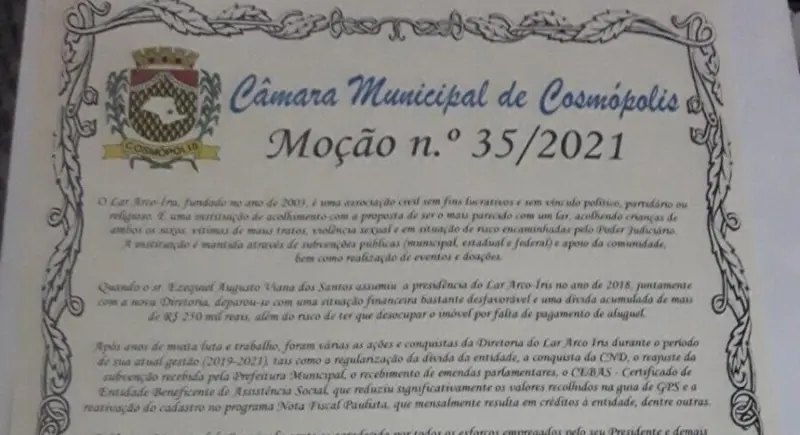 Câmara Municipal de Cosmópolis
Moção n.º 35/2021
COSMÓPOLIS
O Lar Arco-Íris, fundado no ano de 2003, é uma associação civil sem fins lucrativos e sem vínculo político, partidário ou
religioso. É uma instituição de acolhimento com a proposta de ser o mais parecido com um lar, acolhendo crianças de
ambos os sexos, vítimas de maus tratos, violência sexual e em situação de risco encaminhadas pelo Poder Judiciário.
A instituição é mantida através de subvenções públicas (municipal, estadual e federal) e apoio da comunidade,
bem como realização de eventos e doações.
Quando o sr. Ezequiel Augusto Viana dos Santos assumiu a presidência do Lar Arco-Íris no ano de 2018, juntamente
com a nova Diretoria, deparou-se com uma situação financeira bastante desfavorável e uma dívida acumulada de mais
de R$ 250 mil reais, além do risco de ter que desocupar o imóvel por falta de pagamento de aluguel.
Após anos de muita luta e trabalho, foram várias as ações e conquistas da Diretoria do Lar Arco Íris durante o período
de sua atual gestão (2019-2021), tais como a regularização da dívida da entidade, a conquista da CND, o reajuste da
subvenção recebida pela Prefeitura Municipal, o recebimento de emendas parlamentares, o CEBAS - Certificado de
Entidade Beneficente de Assistência Social, que reduziu significativamente os valores recolhidos na guia de GPS e a
reativação do cadastro no programa Nota Fiscal Paulista, que mensalmente resulta em créditos à entidade, dentre outras.
por todos os esforços empregados pelo seu Presidente e demais